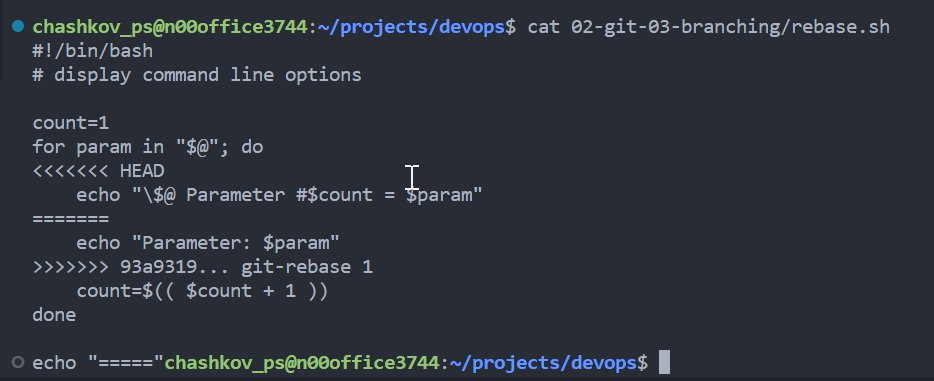 chashkov_ps@n00office3744:~/projects/devops$ cat 02-git-03-branching/rebase.sh
#!/bin/bash
# display command line options

count=1
for param in "$@"; do
<<<<<<< HEAD
    echo "\$@ Parameter #$count = $param"
=======
    echo "Parameter: $param"
>>>>>>> 93a9319... git-rebase 1
    count=$(( $count + 1 ))
done

echo "====="chashkov_ps@n00office3744:~/projects/devops$